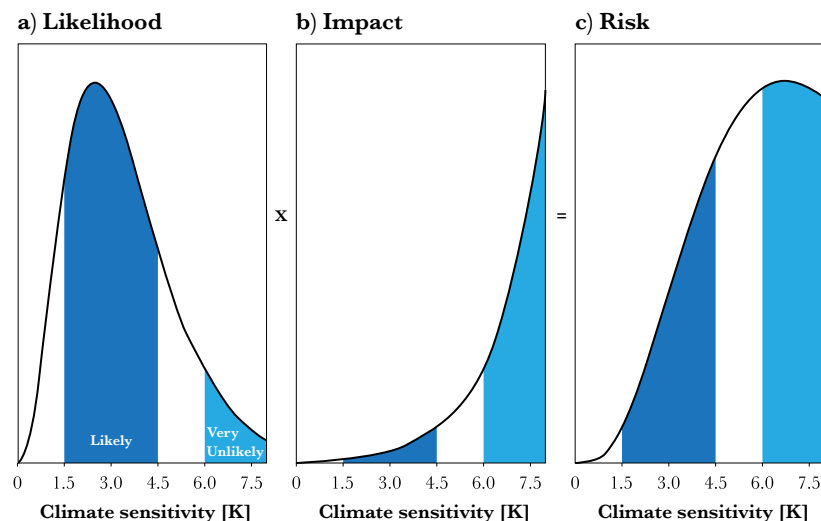 a) Likelihood
b) Impact
c) Risk
Likely
Very
Unlikely
x
=
0 1.5 3.0 4.5 6.0 7.5
0 1.5 3.0 4.5 6.0 7.5
0 1.5 3.0 4.5 6.0 7.5
Climate sensitivity [K]
Climate sensitivity [K]
Climate sensitivity [K]